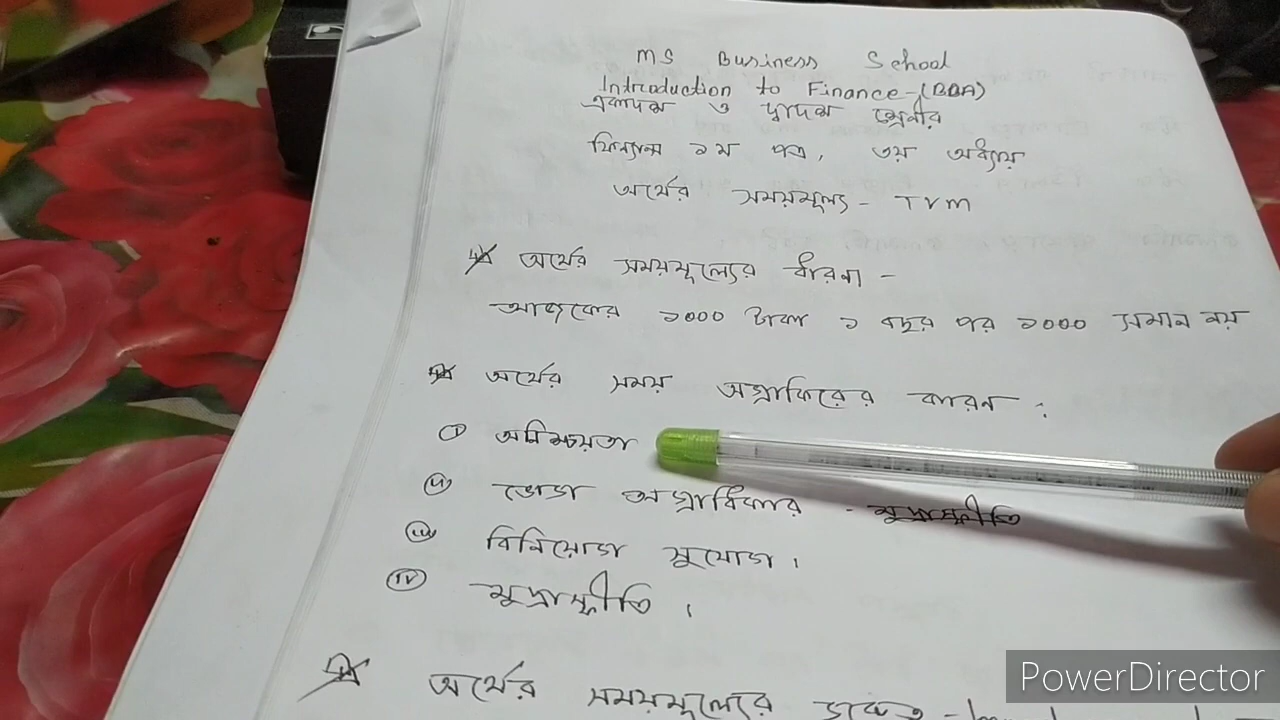 MS Business School
Introduction to Finance-(BBA)
একাদশ ও দ্বাদশ শ্রেনীর
ফিন্যান্স ১ম পত্র, ৩য় অধ্যায়
অর্থের সময়মূল্য - TVM
অর্থের সময়মূল্যের ধারনা -
আজকের ১০০০ টাকা ১ বছর পর ১০০০ সমান নয়
অর্থের সময় অগ্রাধিকারের কারন :
i অনিশ্চয়তা
ii ভোগ অগ্রাধিকার - মুদ্রাস্ফীতি
iii বিনিয়োগ সুযোগ।
iv মুদ্রাস্ফীতি।
অর্থের সময়মূল্যের
PowerDirector